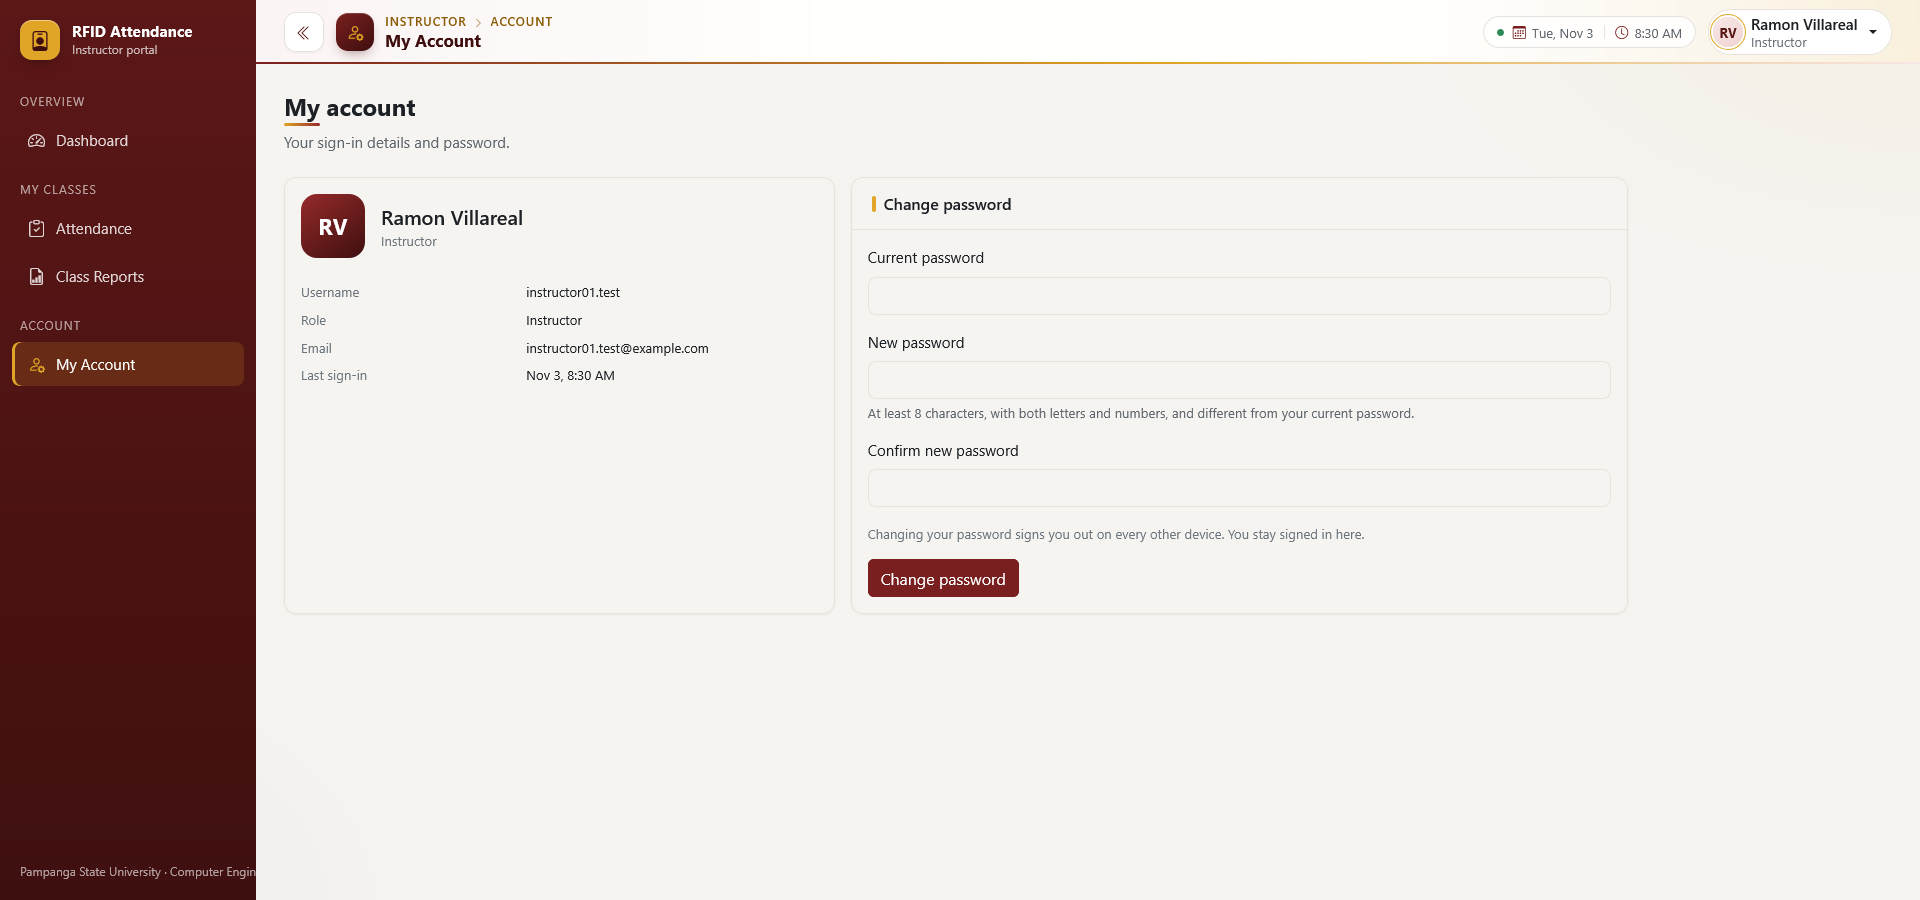 RFID Attendance
Instructor portal
OVERVIEW
Dashboard
MY CLASSES
Attendance
Class Reports
ACCOUNT
My Account
Pampanga State University · Computer Engin
INSTRUCTOR > ACCOUNT
My Account
Tue, Nov 3
8:30 AM
RV
Ramon Villareal
Instructor
My account
Your sign-in details and password.
RV
Ramon Villareal
Instructor
Username instructor01.test
Role Instructor
Email instructor01.test@example.com
Last sign-in Nov 3, 8:30 AM
Change password
Current password
New password
At least 8 characters, with both letters and numbers, and different from your current password.
Confirm new password
Changing your password signs you out on every other device. You stay signed in here.
Change password